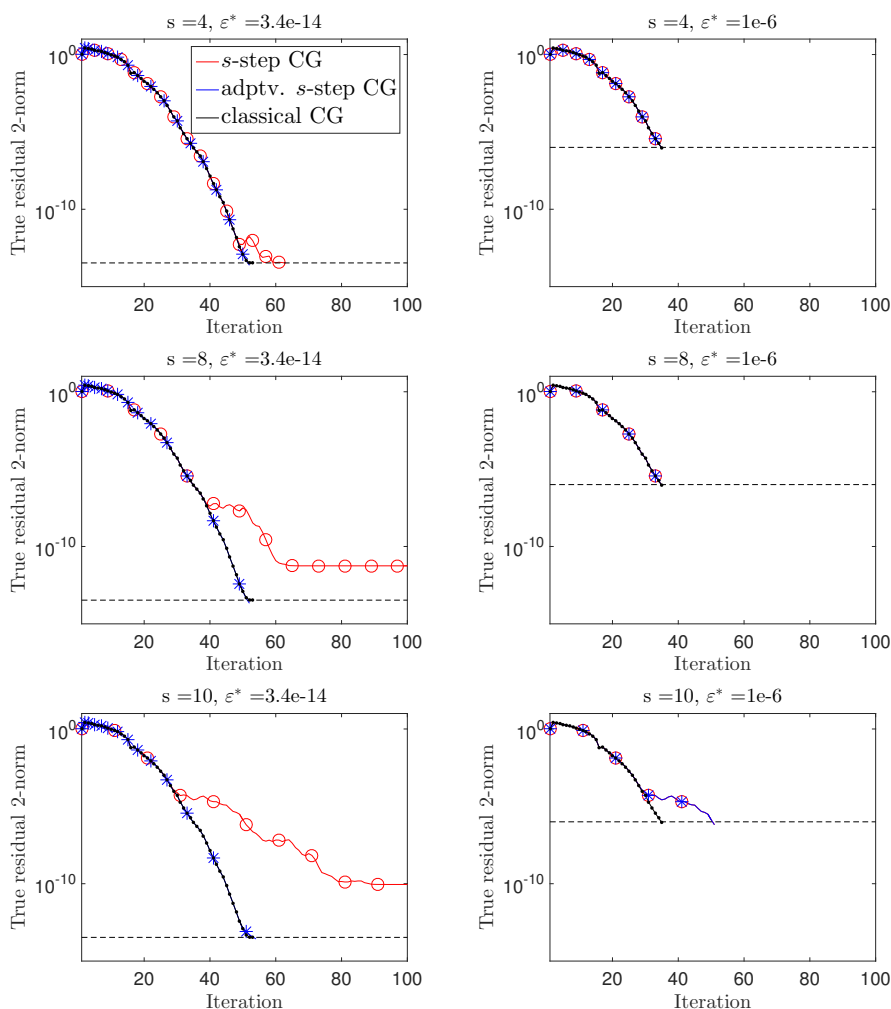 s =4, ε* =3.4e-14
True residual 2-norm
10^0
10^-10
s-step CG
adptv. s-step CG
classical CG
20 40 60 80 100
Iteration
s =4, ε* =1e-6
True residual 2-norm
10^0
10^-10
20 40 60 80 100
Iteration
s =8, ε* =3.4e-14
True residual 2-norm
10^0
10^-10
20 40 60 80 100
Iteration
s =8, ε* =1e-6
True residual 2-norm
10^0
10^-10
20 40 60 80 100
Iteration
s =10, ε* =3.4e-14
True residual 2-norm
10^0
10^-10
20 40 60 80 100
Iteration
s =10, ε* =1e-6
True residual 2-norm
10^0
10^-10
20 40 60 80 100
Iteration